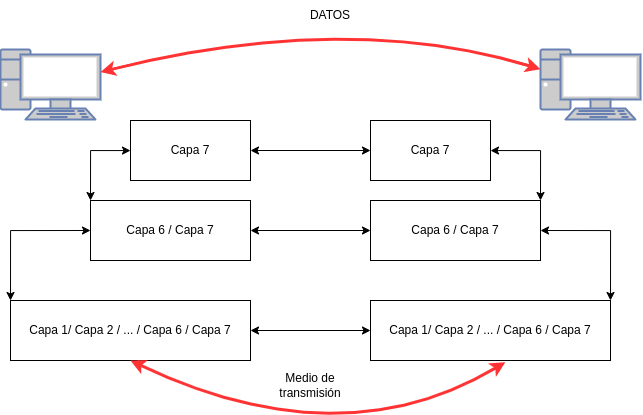 DATOS
Capa 7
Capa 7
Capa 6 / Capa 7
Capa 6 / Capa 7
Capa 1/ Capa 2 / ... / Capa 6 / Capa 7
Capa 1/ Capa 2 / ... / Capa 6 / Capa 7
Medio de
transmisión